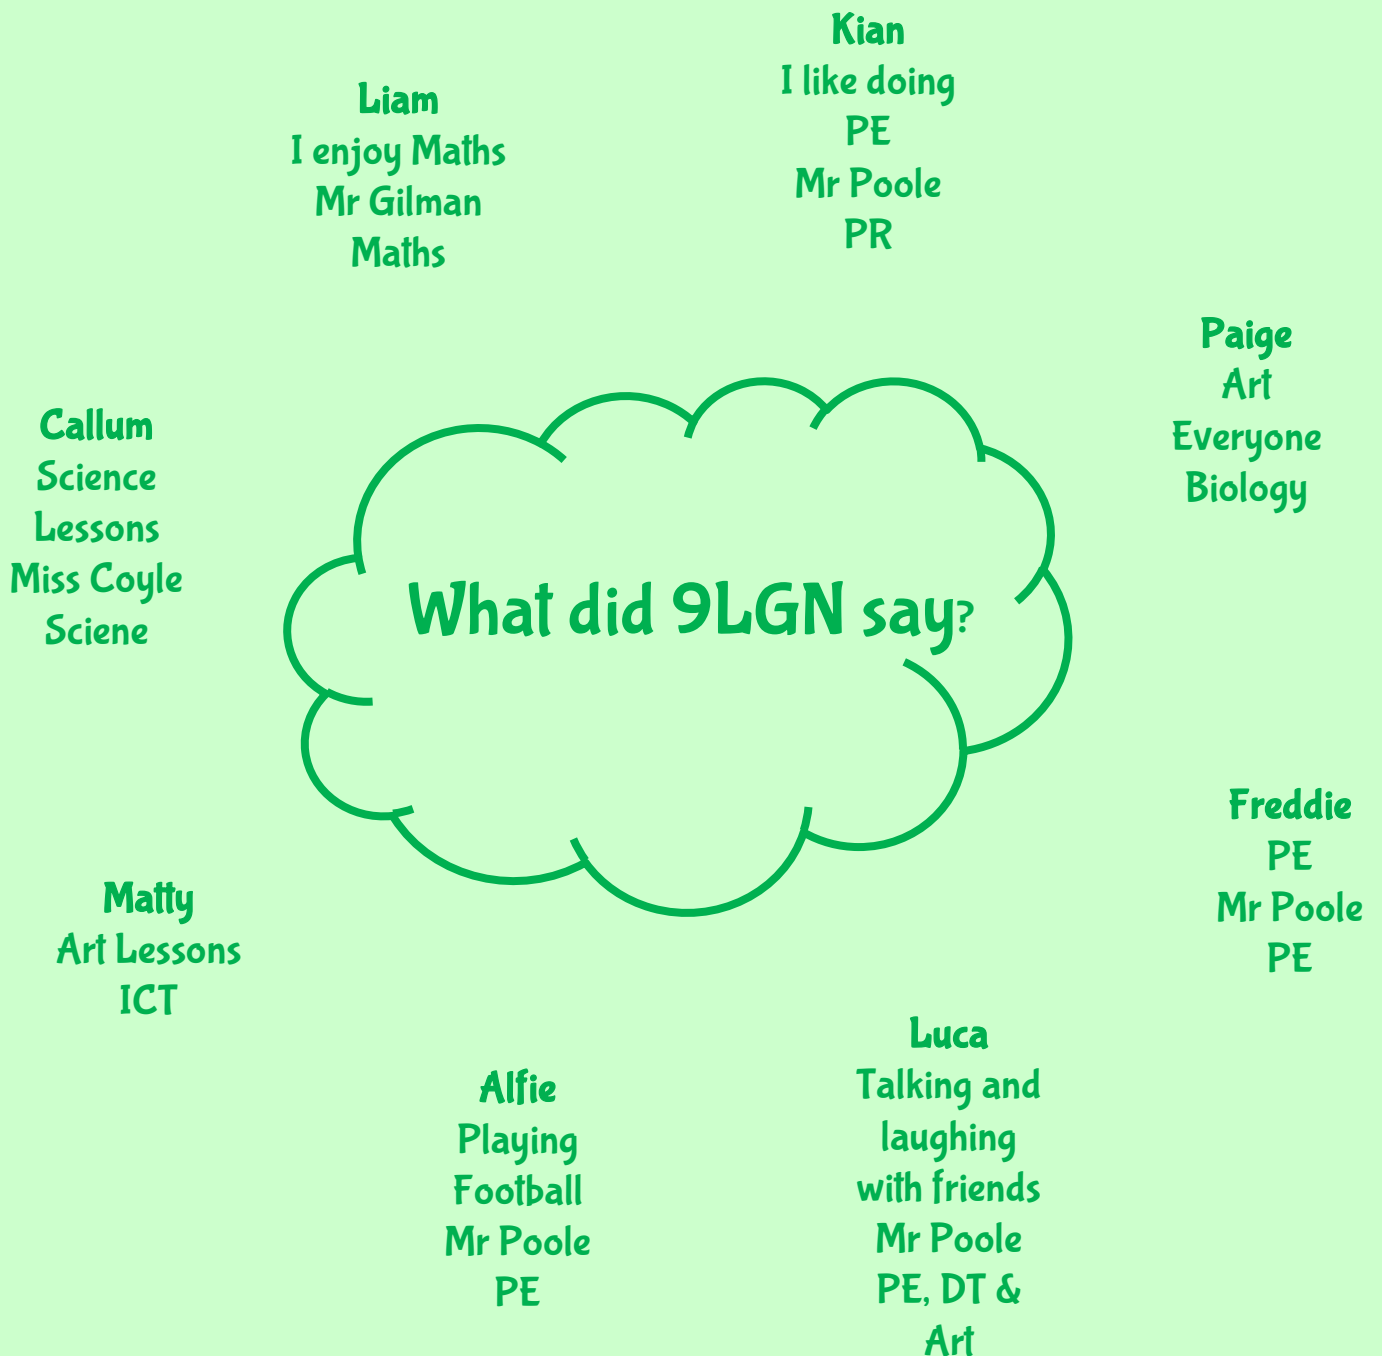 Kian
I like doing
PE
Mr Poole
PR
Liam
I enjoy Maths
Mr Gilman
Maths
Paige
Art
Everyone
Biology
Callum
Science
Lessons
Miss Coyle
Sciene
What did 9LGN say?
Freddie
PE
Mr Poole
PE
Matty
Art Lessons
ICT
Luca
Talking and
laughing
with friends
Mr Poole
PE, DT &
Art
Alfie
Playing
Football
Mr Poole
PE